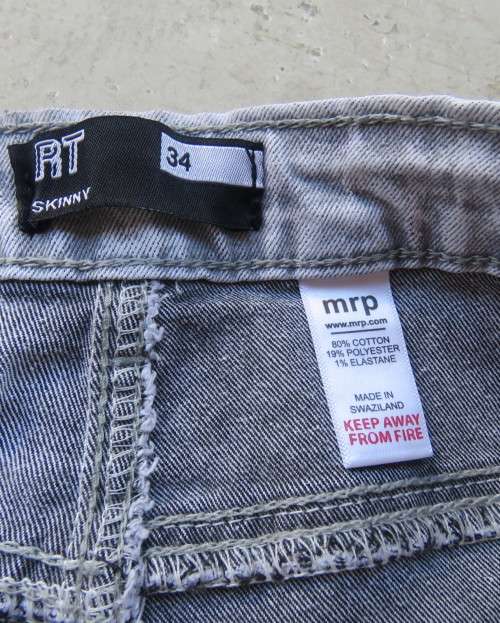 RT
34
SKINNY
mrp
www.mrp.com
80% COTTON
19% POLYESTER
1% ELASTANE
MADE IN
SWAZILAND
KEEP AWAY
FROM FIRE